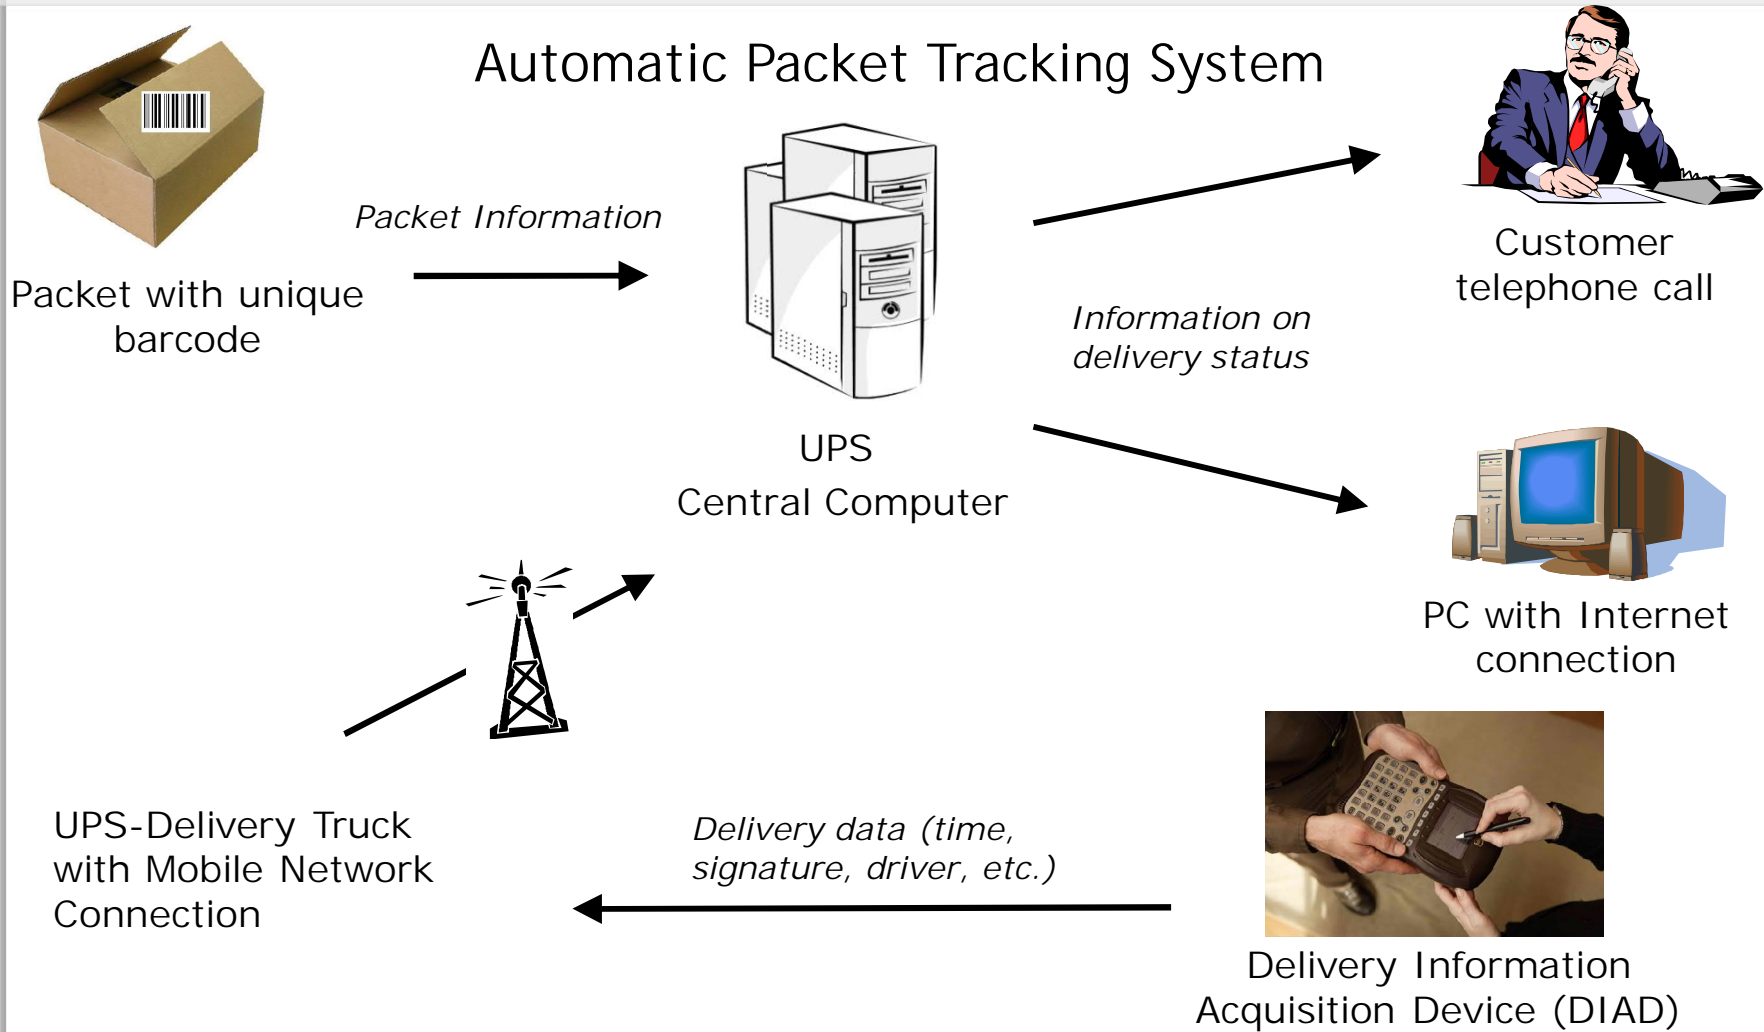 Automatic Packet Tracking System
Packet Information
Packet with unique
barcode
UPS
Central Computer
Information on
delivery status
Customer
telephone call
PC with Internet
connection
UPS-Delivery Truck
with Mobile Network
Connection
Delivery data (time,
signature, driver, etc.)
Delivery Information
Acquisition Device (DIAD)